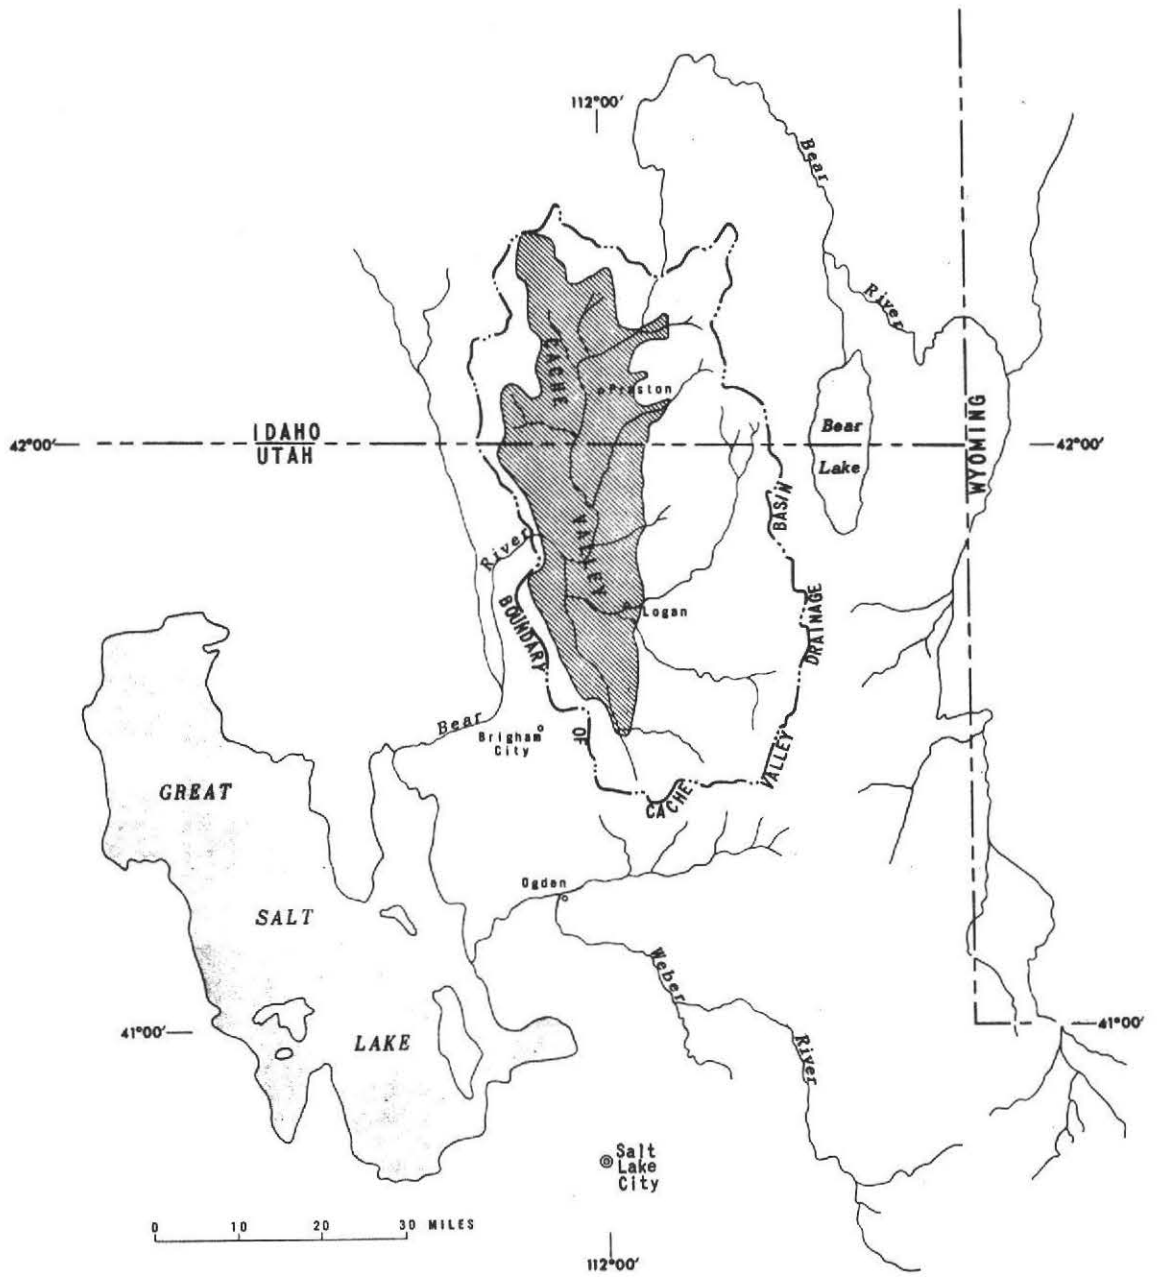 112°00'
Bear
River
CACHE
Preston
42°00'
IDAHO
UTAH
Bear
Lake
WYOMING
42°00'
BASIN
VALLEY
River
BOUNDARY
Logan
DRAINAGE
Bear
Brigham
City
OF
VALLEY
CACHE
GREAT
Ogden
SALT
Weber
41°00'
LAKE
River
41°00'
Salt
Lake
City
0 10 20 30 MILES
112°00'